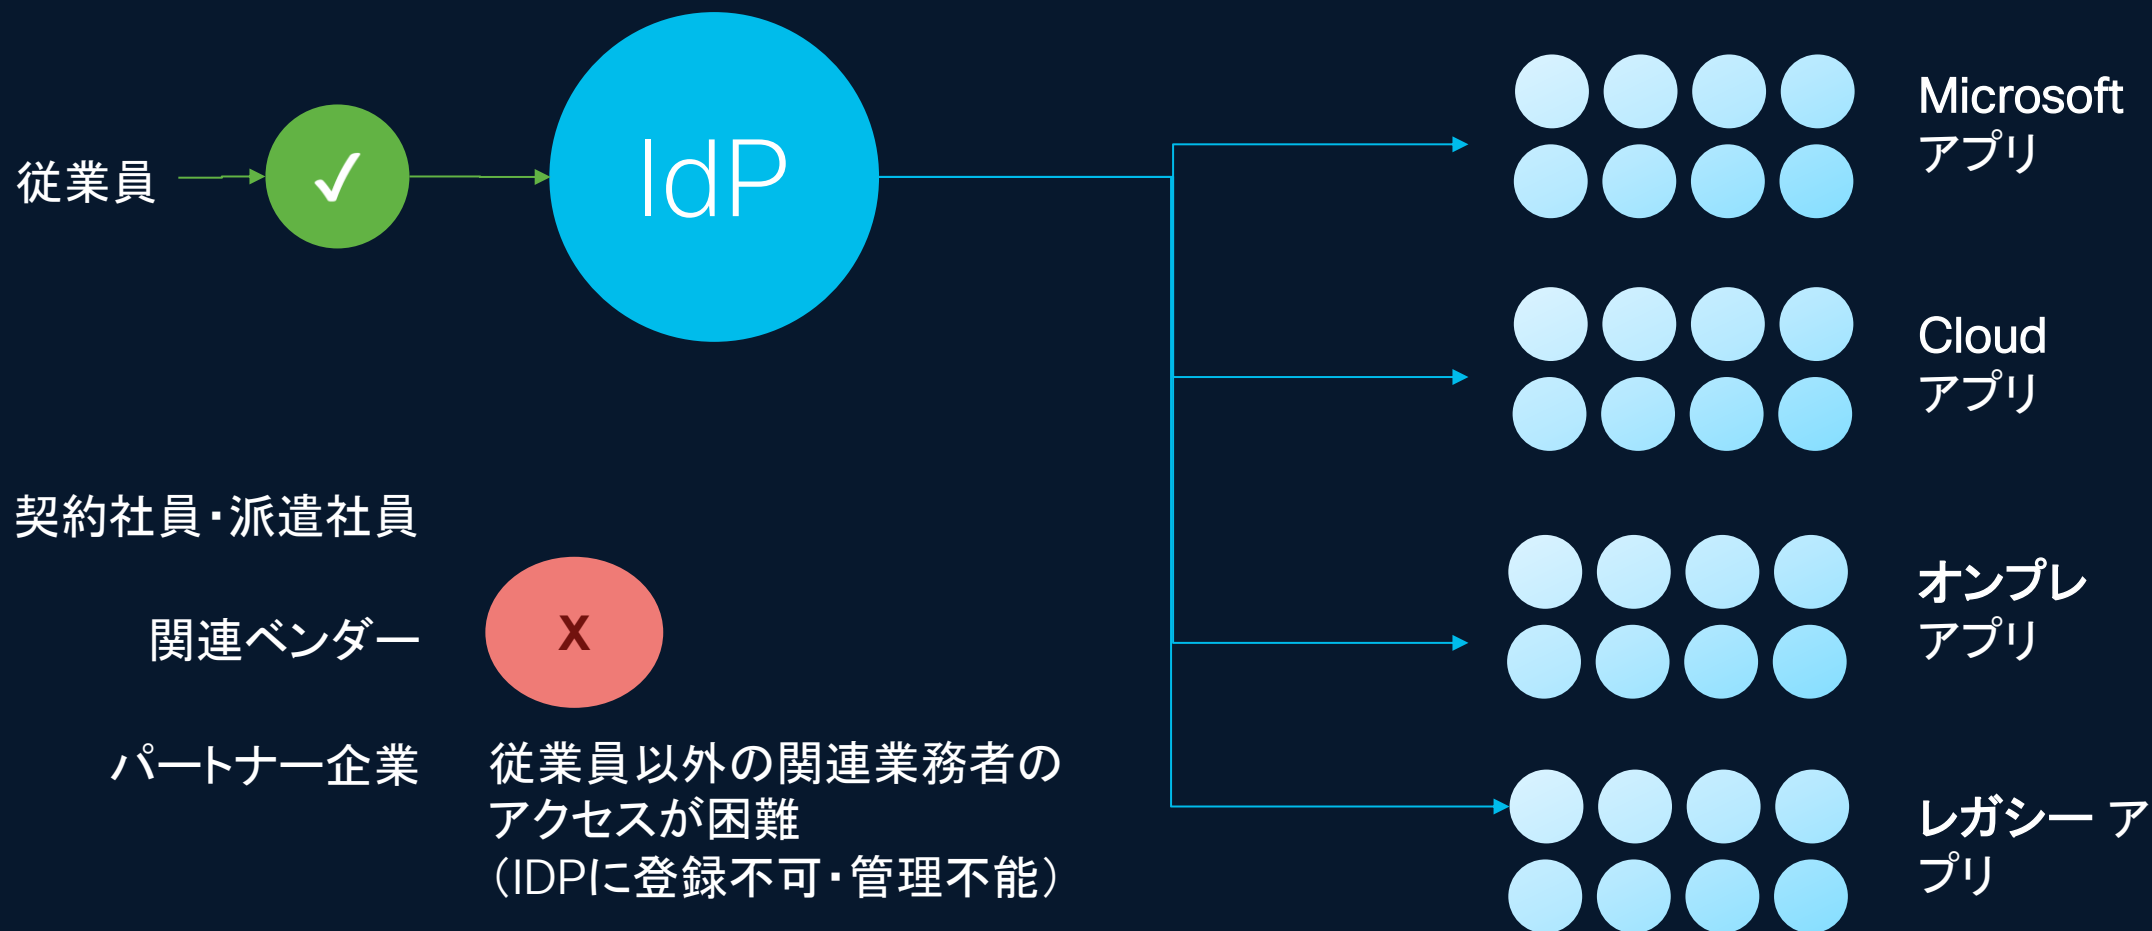 従業員
✓
IdP
Microsoft
アプリ
Cloud
アプリ
契約社員・派遣社員
関連ベンダー
パートナー企業
X
従業員以外の関連業務者の
アクセスが困難
（IDPに登録不可・管理不能）
オンプレ
アプリ
レガシー ア
プリ